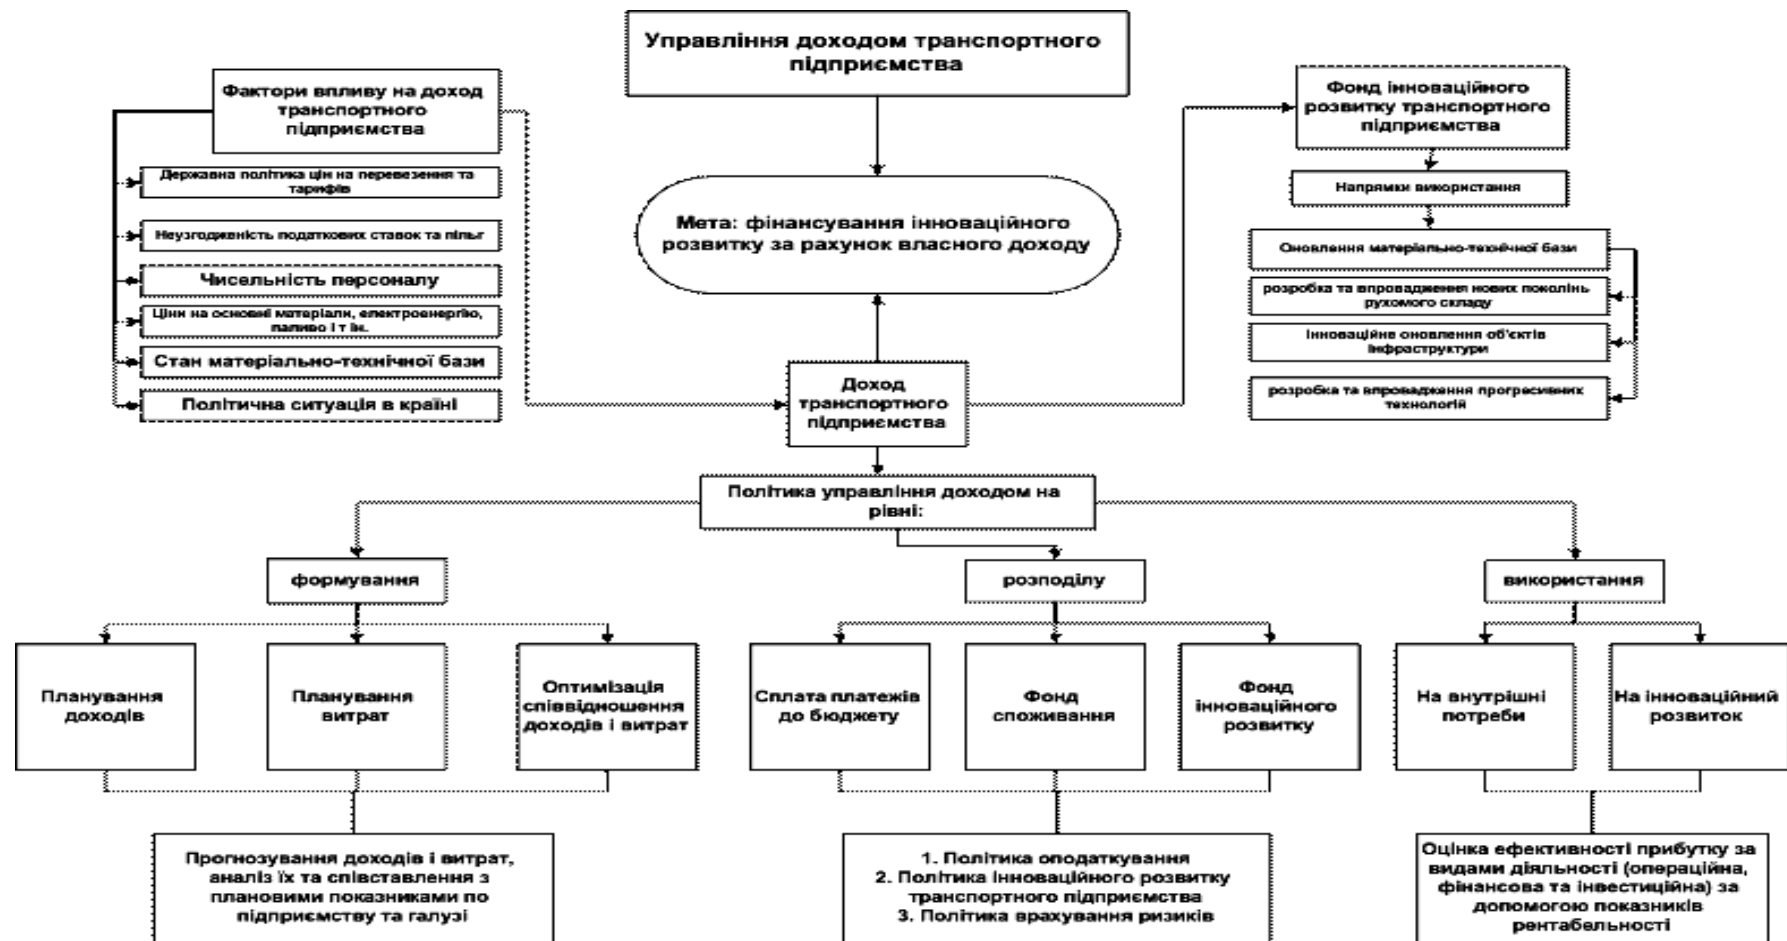 Управління доходом транспортного
підприємства
Фактори впливу на доход
транспортного
підприємства
Державна політика цін на перевезення та
тарифів
Неузгодженість податкових ставок та пільг
Чисельність персоналу
Ціни на основні матеріали, електроенергію,
паливо і т ін.
Стан матеріально-технічної бази
Політична ситуація в країні
Мета: фінансування інноваційного
розвитку за рахунок власного доходу
Доход
транспортного
підприємства
Фонд інноваційного
розвитку транспортного
підприємства
Напрямки використання
Оновлення матеріально-технічної бази
розробка та впровадження нових поколінь
рухомого складу
Інноваційне оновлення об'єктів
інфраструктури
розробка та впровадження прогресивних
технологій
Політика управління доходом на
рівні:
формування
розподілу
використання
Планування
доходів
Планування
витрат
Оптимізація
співвідношення
доходів і витрат
Сплата платежів
до бюджету
Фонд
споживання
Фонд
інноваційного
розвитку
На внутрішні
потреби
На інноваційний
розвиток
Прогнозування доходів і витрат,
аналіз їх та співставлення з
плановими показниками по
підприємству та галузі
1. Політика оподаткування
2. Політика інноваційного розвитку
транспортного підприємства
3. Політика врахування ризиків
Оцінка ефективності прибутку за
видами діяльності (операційна,
фінансова та інвестиційна) за
допомогою показників
рентабельності